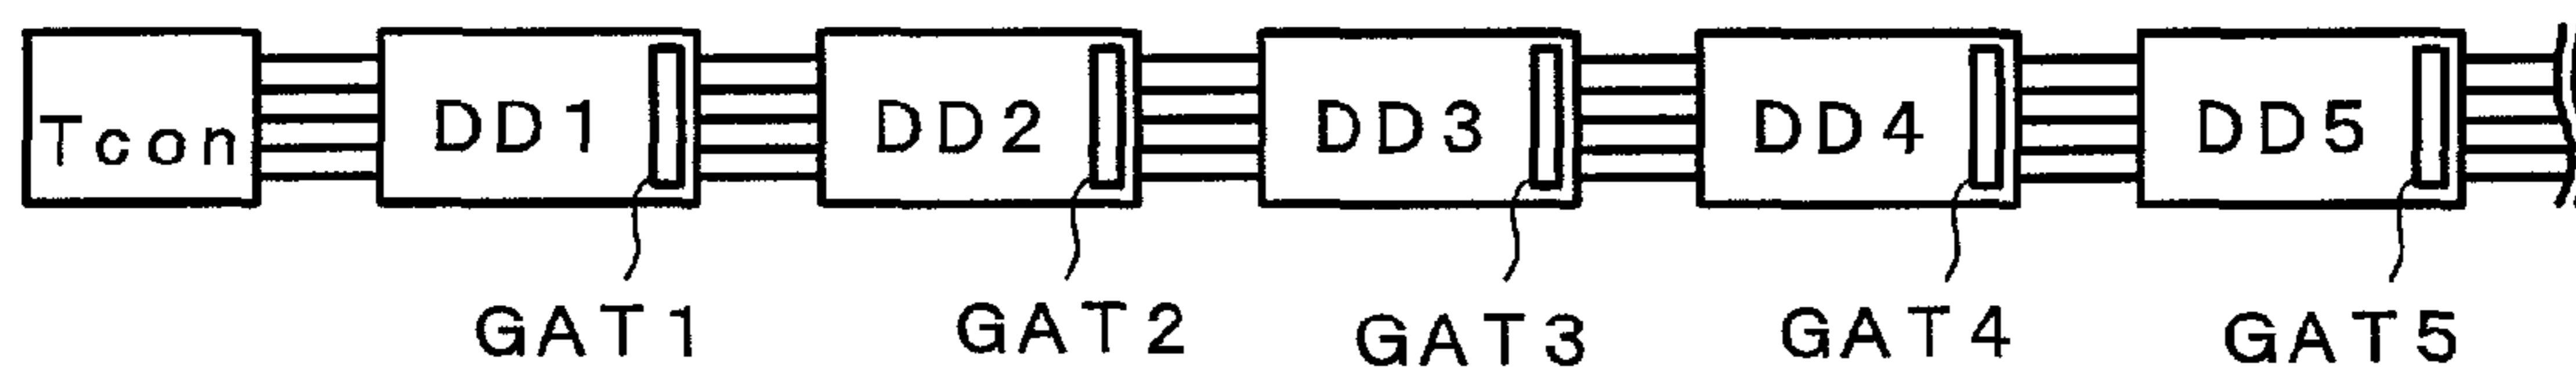 Tcon DD1 DD2 DD3 DD4 DD5
GAT1 GAT2 GAT3 GAT4 GAT5